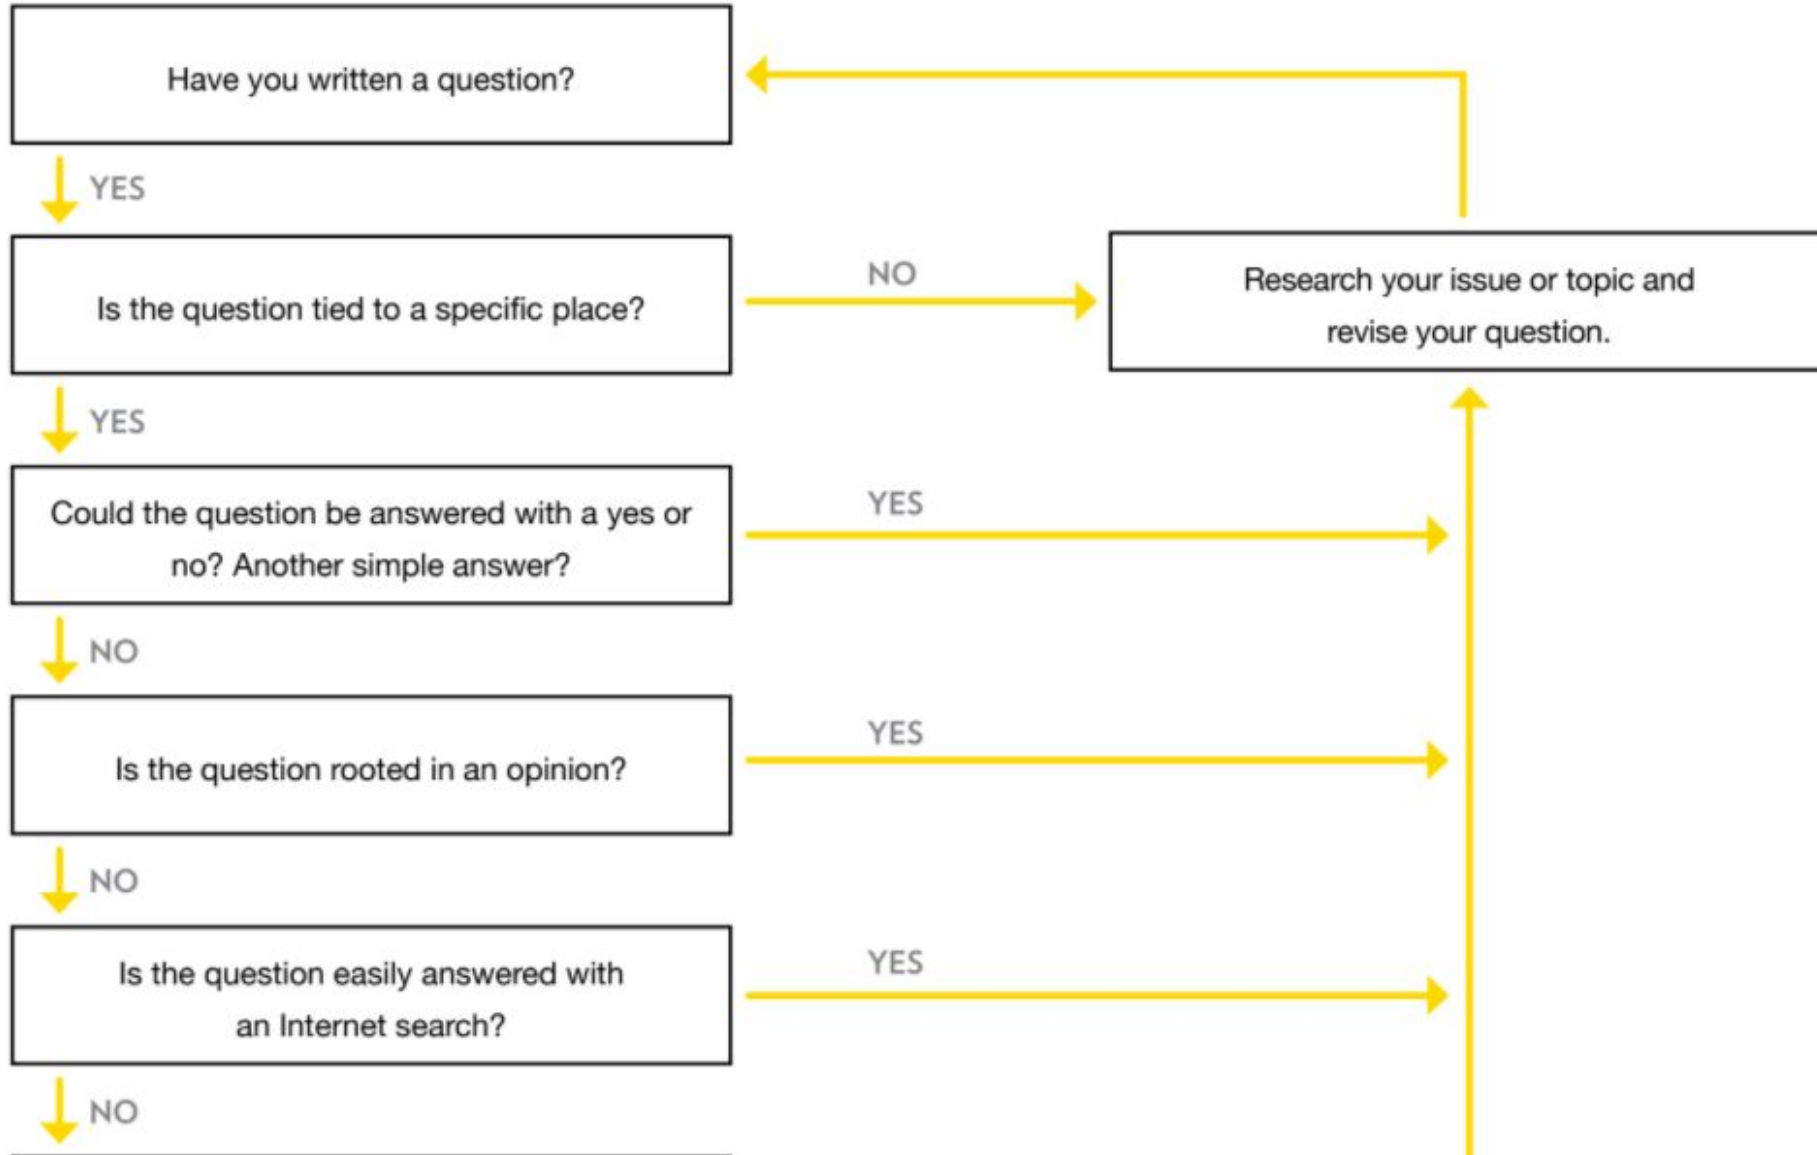 Have you written a question?
YES
Is the question tied to a specific place?
NO
Research your issue or topic and
revise your question.
YES
Could the question be answered with a yes or
no? Another simple answer?
YES
NO
Is the question rooted in an opinion?
YES
NO
Is the question easily answered with
an Internet search?
YES
NO